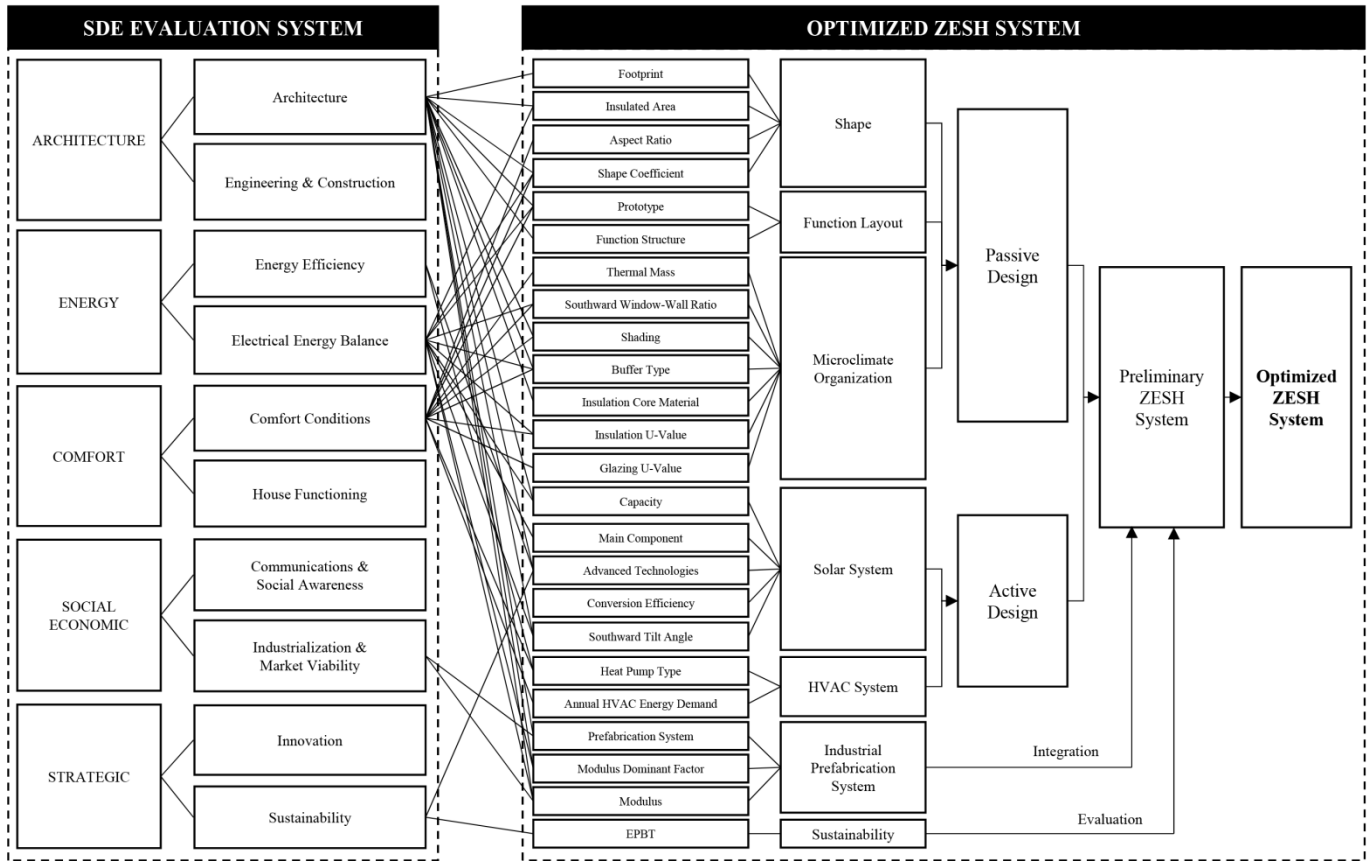 SDE EVALUATION SYSTEM
ARCHITECTURE
Architecture
Engineering & Construction
ENERGY
Energy Efficiency
Electrical Energy Balance
COMFORT
Comfort Conditions
House Functioning
SOCIAL
ECONOMIC
Communications &
Social Awareness
Industrialization &
Market Viability
STRATEGIC
Innovation
Sustainability
OPTIMIZED ZESH SYSTEM
Footprint
Insulated Area
Aspect Ratio
Shape Coefficient
Prototype
Function Structure
Thermal Mass
Southward Window-Wall Ratio
Shading
Buffer Type
Insulation Core Material
Insulation U-Value
Glazing U-Value
Capacity
Main Component
Advanced Technologies
Conversion Efficiency
Southward Tilt Angle
Heat Pump Type
Annual HVAC Energy Demand
Prefabrication System
Modulus Dominant Factor
Modulus
EPBT
Shape
Function Layout
Microclimate
Organization
Solar System
HVAC System
Industrial
Prefabrication
System
Sustainability
Passive
Design
Active
Design
Integration
Evaluation
Preliminary
ZESH
System
Optimized
ZESH
System